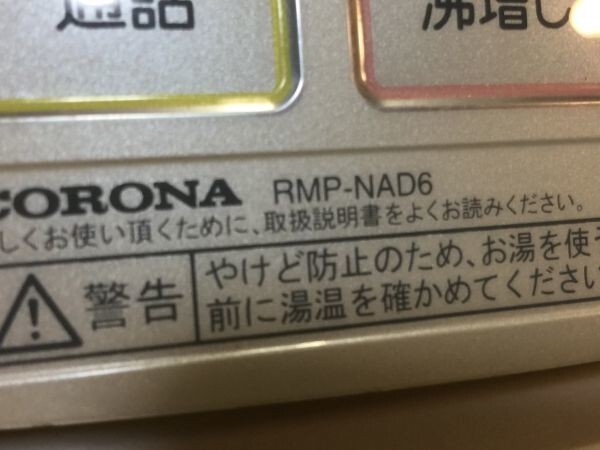 通話
沸増し
CORONA RMP-NAD6
しくお使い頂くために、取扱説明書をよくお読みください。
警告
やけど防止のため、お湯を使う
前に湯温を確かめてください